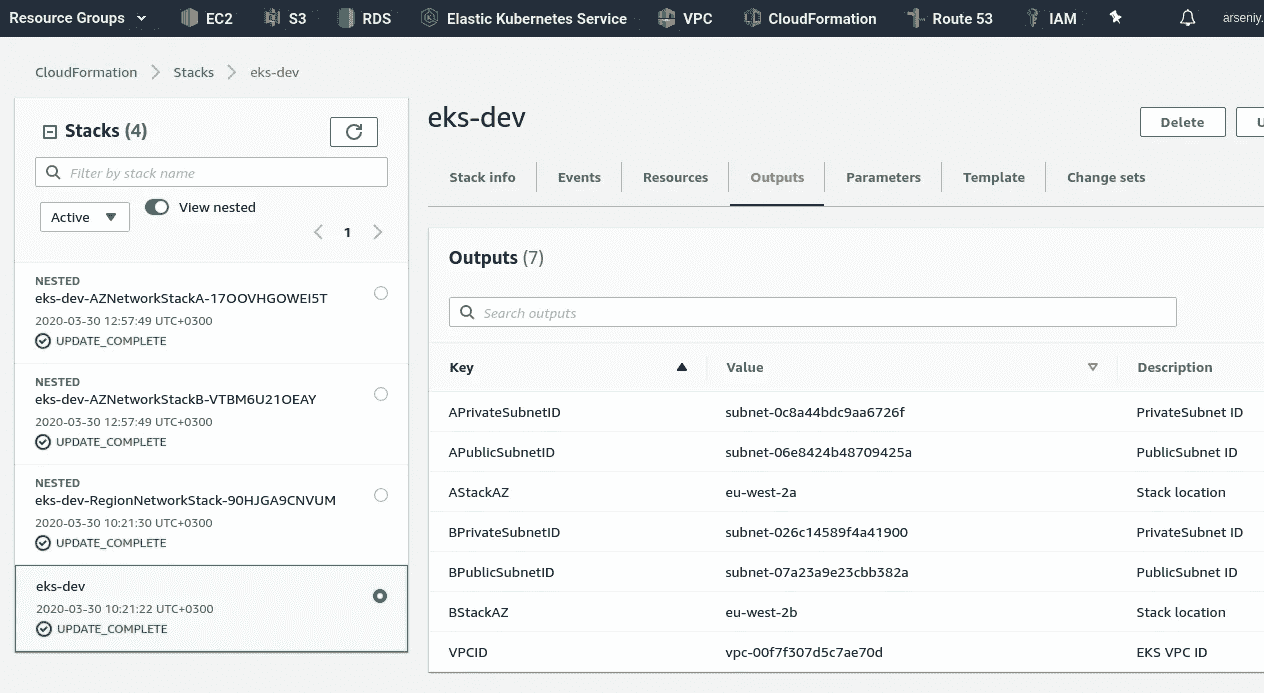 Resource Groups EC2 S3 RDS Elastic Kubernetes Service VPC CloudFormation Route 53 IAM arseniy.
CloudFormation Stacks eks-dev
Stacks (4)
Filter by stack name
Active View nested
1
NESTED
eks-dev-AZNetworkStackA-17OOVHGOWEI5T
2020-03-30 12:57:49 UTC+0300
UPDATE_COMPLETE
NESTED
eks-dev-AZNetworkStackB-VTBM6U21OEAY
2020-03-30 12:57:49 UTC+0300
UPDATE_COMPLETE
NESTED
eks-dev-RegionNetworkStack-90HJGA9CNVUM
2020-03-30 10:21:30 UTC+0300
UPDATE_COMPLETE
eks-dev
2020-03-30 10:21:22 UTC+0300
UPDATE_COMPLETE
eks-dev
Delete U
Stack info Events Resources Outputs Parameters Template Change sets
Outputs (7)
Search outputs
Key Value Description
APrivateSubnetID subnet-0c8a44bdc9aa6726f PrivateSubnet ID
APublicSubnetID subnet-06e8424b48709425a PublicSubnet ID
AStackAZ eu-west-2a Stack location
BPrivateSubnetID subnet-026c14589f4a41900 PrivateSubnet ID
BPublicSubnetID subnet-07a23a9e23cbb382a PublicSubnet ID
BStackAZ eu-west-2b Stack location
VPCID vpc-00f7f307d5c7ae70d EKS VPC ID